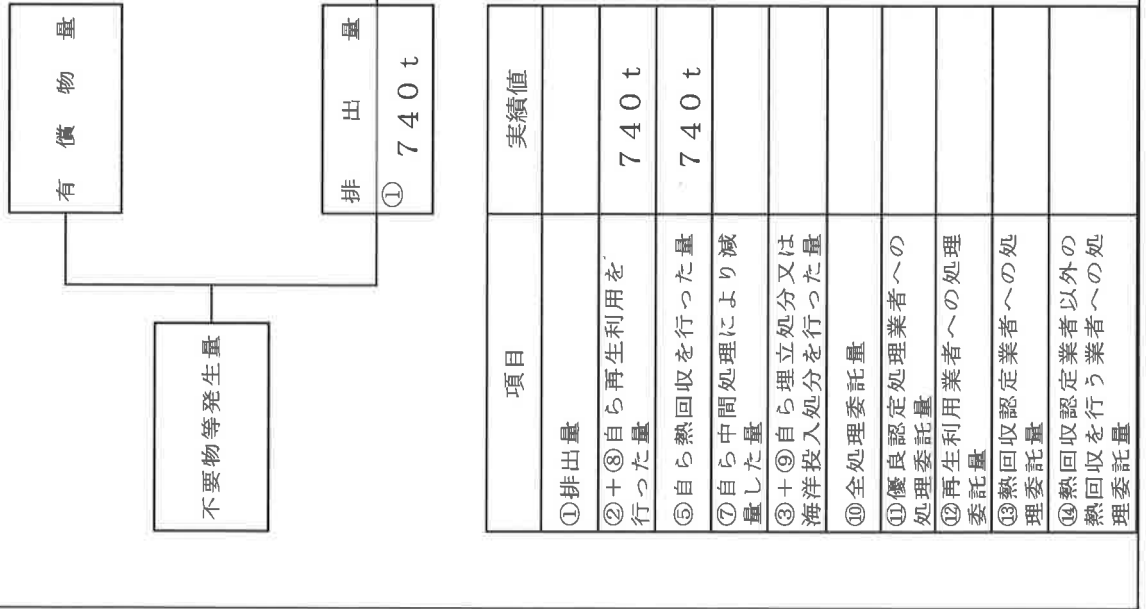 有償物量
不要物等発生量
排出量
① 740t
項目 実績値
①排出量
②+⑧自ら再生利用を 740t
行った量
⑤自ら熱回収を行った量 740t
⑦自ら中間処理により減
量した量
③+⑨自ら埋立処分又は
海洋投入処分を行った量
⑩全処理委託量
⑪優良認定処理業者への
処理委託量
⑫再生利用業者への処理
委託量
⑬熱回収認定業者への処
理委託量
⑭熱回収認定業者以外の
熱回収を行う業者への処
理委託量